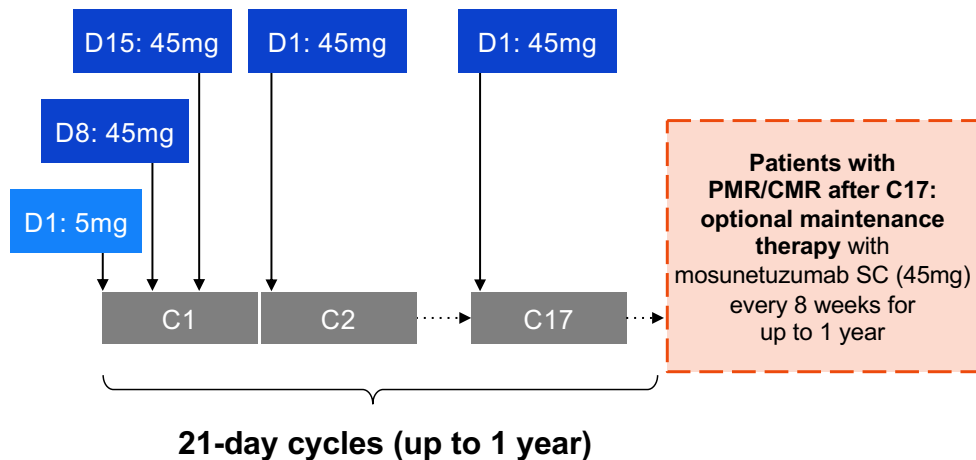 D15: 45mg
D1: 45mg
D1: 45mg
D8: 45mg
D1: 5mg
Patients with
PMR/CMR after C17:
optional maintenance
therapy with
mosunetuzumab SC (45mg)
every 8 weeks for
up to 1 year
C1
C2
C17
21-day cycles (up to 1 year)